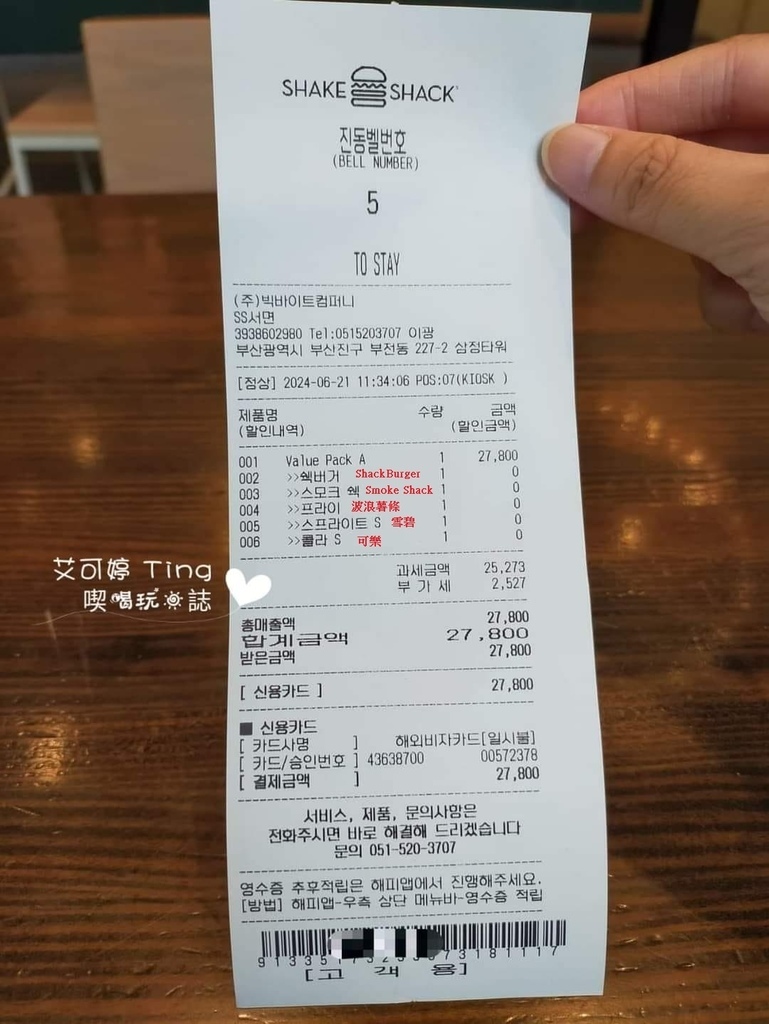 SHAKE SHACK
진동벨번호
(BELL NUMBER)
5
TO STAY
(주)빅바이트컴퍼니
SS서면
3938602980 Tel:0515203707 이광
부산광역시 부산진구 부전동 227-2 삼정타워
[정상] 2024-06-21 11:34:06 POS:07(KIOSK )
제품명 수량 금액
(할인내역) (할인금액)
001 Value Pack A 1 27,800
002 >>쉑버거 ShackBurger 1 0
003 >>스모크 쉑 Smoke Shack 1 0
004 >>프라이 波浪薯條 1 0
005 >>스프라이트 S 雪碧 1 0
006 >>콜라 S 可樂 1 0
과세금액 25,273
부 가 세 2,527
艾可婷 Ting
喫喝玩樂誌
총매출액 27,800
합계금액 27,800
받은금액 27,800
[ 신용카드 ] 27,800
■ 신용카드
[ 카드사명 ] 해외비자카드[일시불]
[ 카드/승인번호 ] 43638700 00572378
[ 결제금액 ] 27,800
서비스, 제품, 문의사항은
전화주시면 바로 해결해 드리겠습니다
문의 051-520-3707
영수증 추후적립은 해피앱에서 진행해주세요.
[방법] 해피앱-우측 상단 메뉴바-영수증 적립
[고 객 용]